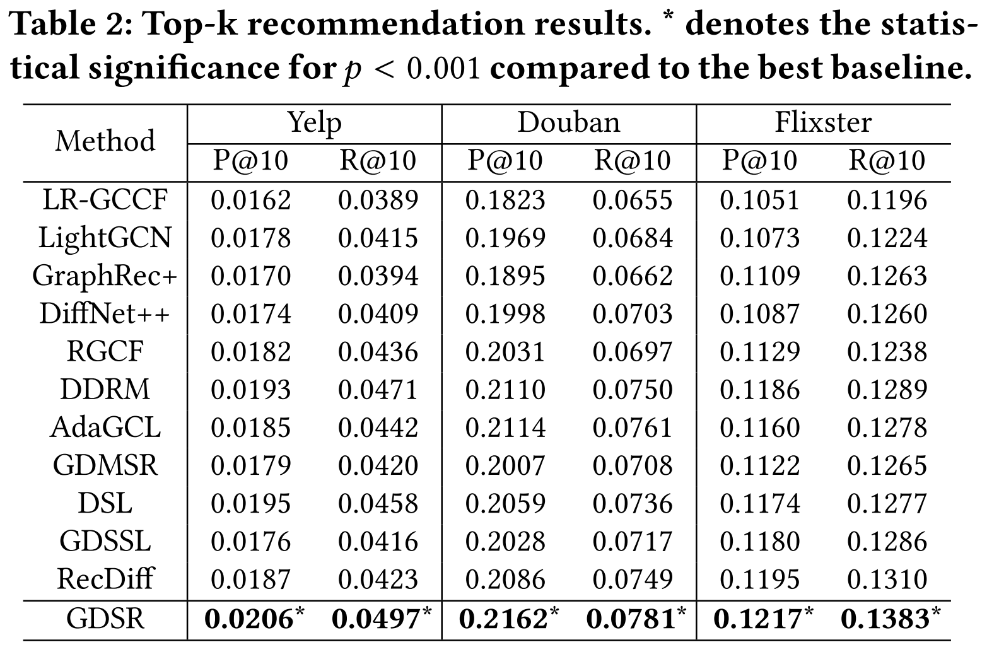 Table 2: Top-k recommendation results. * denotes the statis-
tical significance for p < 0.001 compared to the best baseline.
Method Yelp Douban Flixster
P@10 R@10 P@10 R@10 P@10 R@10
LR-GCCF 0.0162 0.0389 0.1823 0.0655 0.1051 0.1196
LightGCN 0.0178 0.0415 0.1969 0.0684 0.1073 0.1224
GraphRec+ 0.0170 0.0394 0.1895 0.0662 0.1109 0.1263
DiffNet++ 0.0174 0.0409 0.1998 0.0703 0.1087 0.1260
RGCF 0.0182 0.0436 0.2031 0.0697 0.1129 0.1238
DDRM 0.0193 0.0471 0.2110 0.0750 0.1186 0.1289
AdaGCL 0.0185 0.0442 0.2114 0.0761 0.1160 0.1278
GDMSR 0.0179 0.0420 0.2007 0.0708 0.1122 0.1265
DSL 0.0195 0.0458 0.2059 0.0736 0.1174 0.1277
GDSSL 0.0176 0.0416 0.2028 0.0717 0.1180 0.1286
RecDiff 0.0187 0.0423 0.2086 0.0749 0.1195 0.1310
GDSR 0.0206* 0.0497* 0.2162* 0.0781* 0.1217* 0.1383*